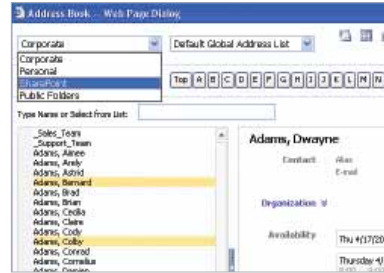 Address Book -- Web Page Dialog
Corporate
Default Global Address List
Corporate
Personal
SharePoint
Public Folders
Top A B C D E F G H I J K L M N
Type Name or Select from List:
_Sales_Team
_Support_Team
Adams, Aimee
Adams, Andy
Adams, Astrid
Adams, Bernard
Adams, Brad
Adams, Brian
Adams, Cecilia
Adams, Claire
Adams, Cody
Adams, Colby
Adams, Conrad
Adams, Cornelius
Adams, Damien
Adams, Dwayne
Contact
Alias
E-mail
Organization
Availability
Thu 4/17/20
Thursday 4/